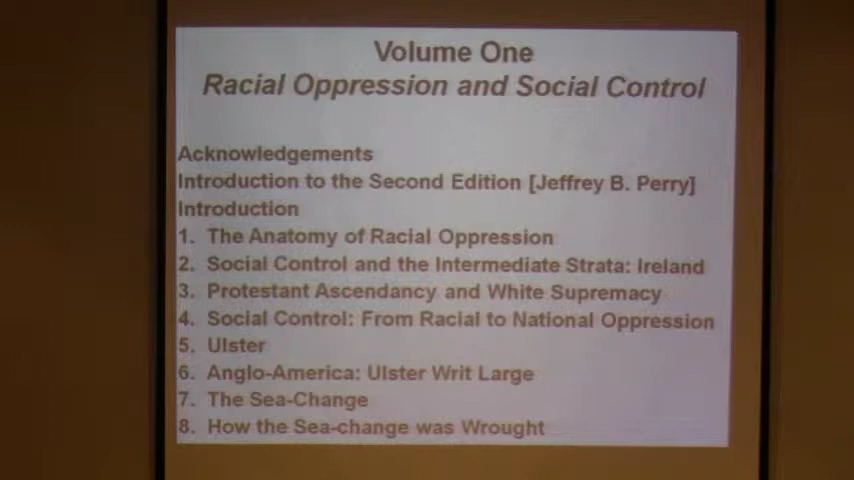 Volume One
Racial Oppression and Social Control
Acknowledgements
Introduction to the Second Edition [Jeffrey B. Perry]
Introduction
1. The Anatomy of Racial Oppression
2. Social Control and the Intermediate Strata: Ireland
3. Protestant Ascendancy and White Supremacy
4. Social Control: From Racial to National Oppression
5. Ulster
6. Anglo-America: Ulster Writ Large
7. The Sea-Change
8. How the Sea-change was Wrought